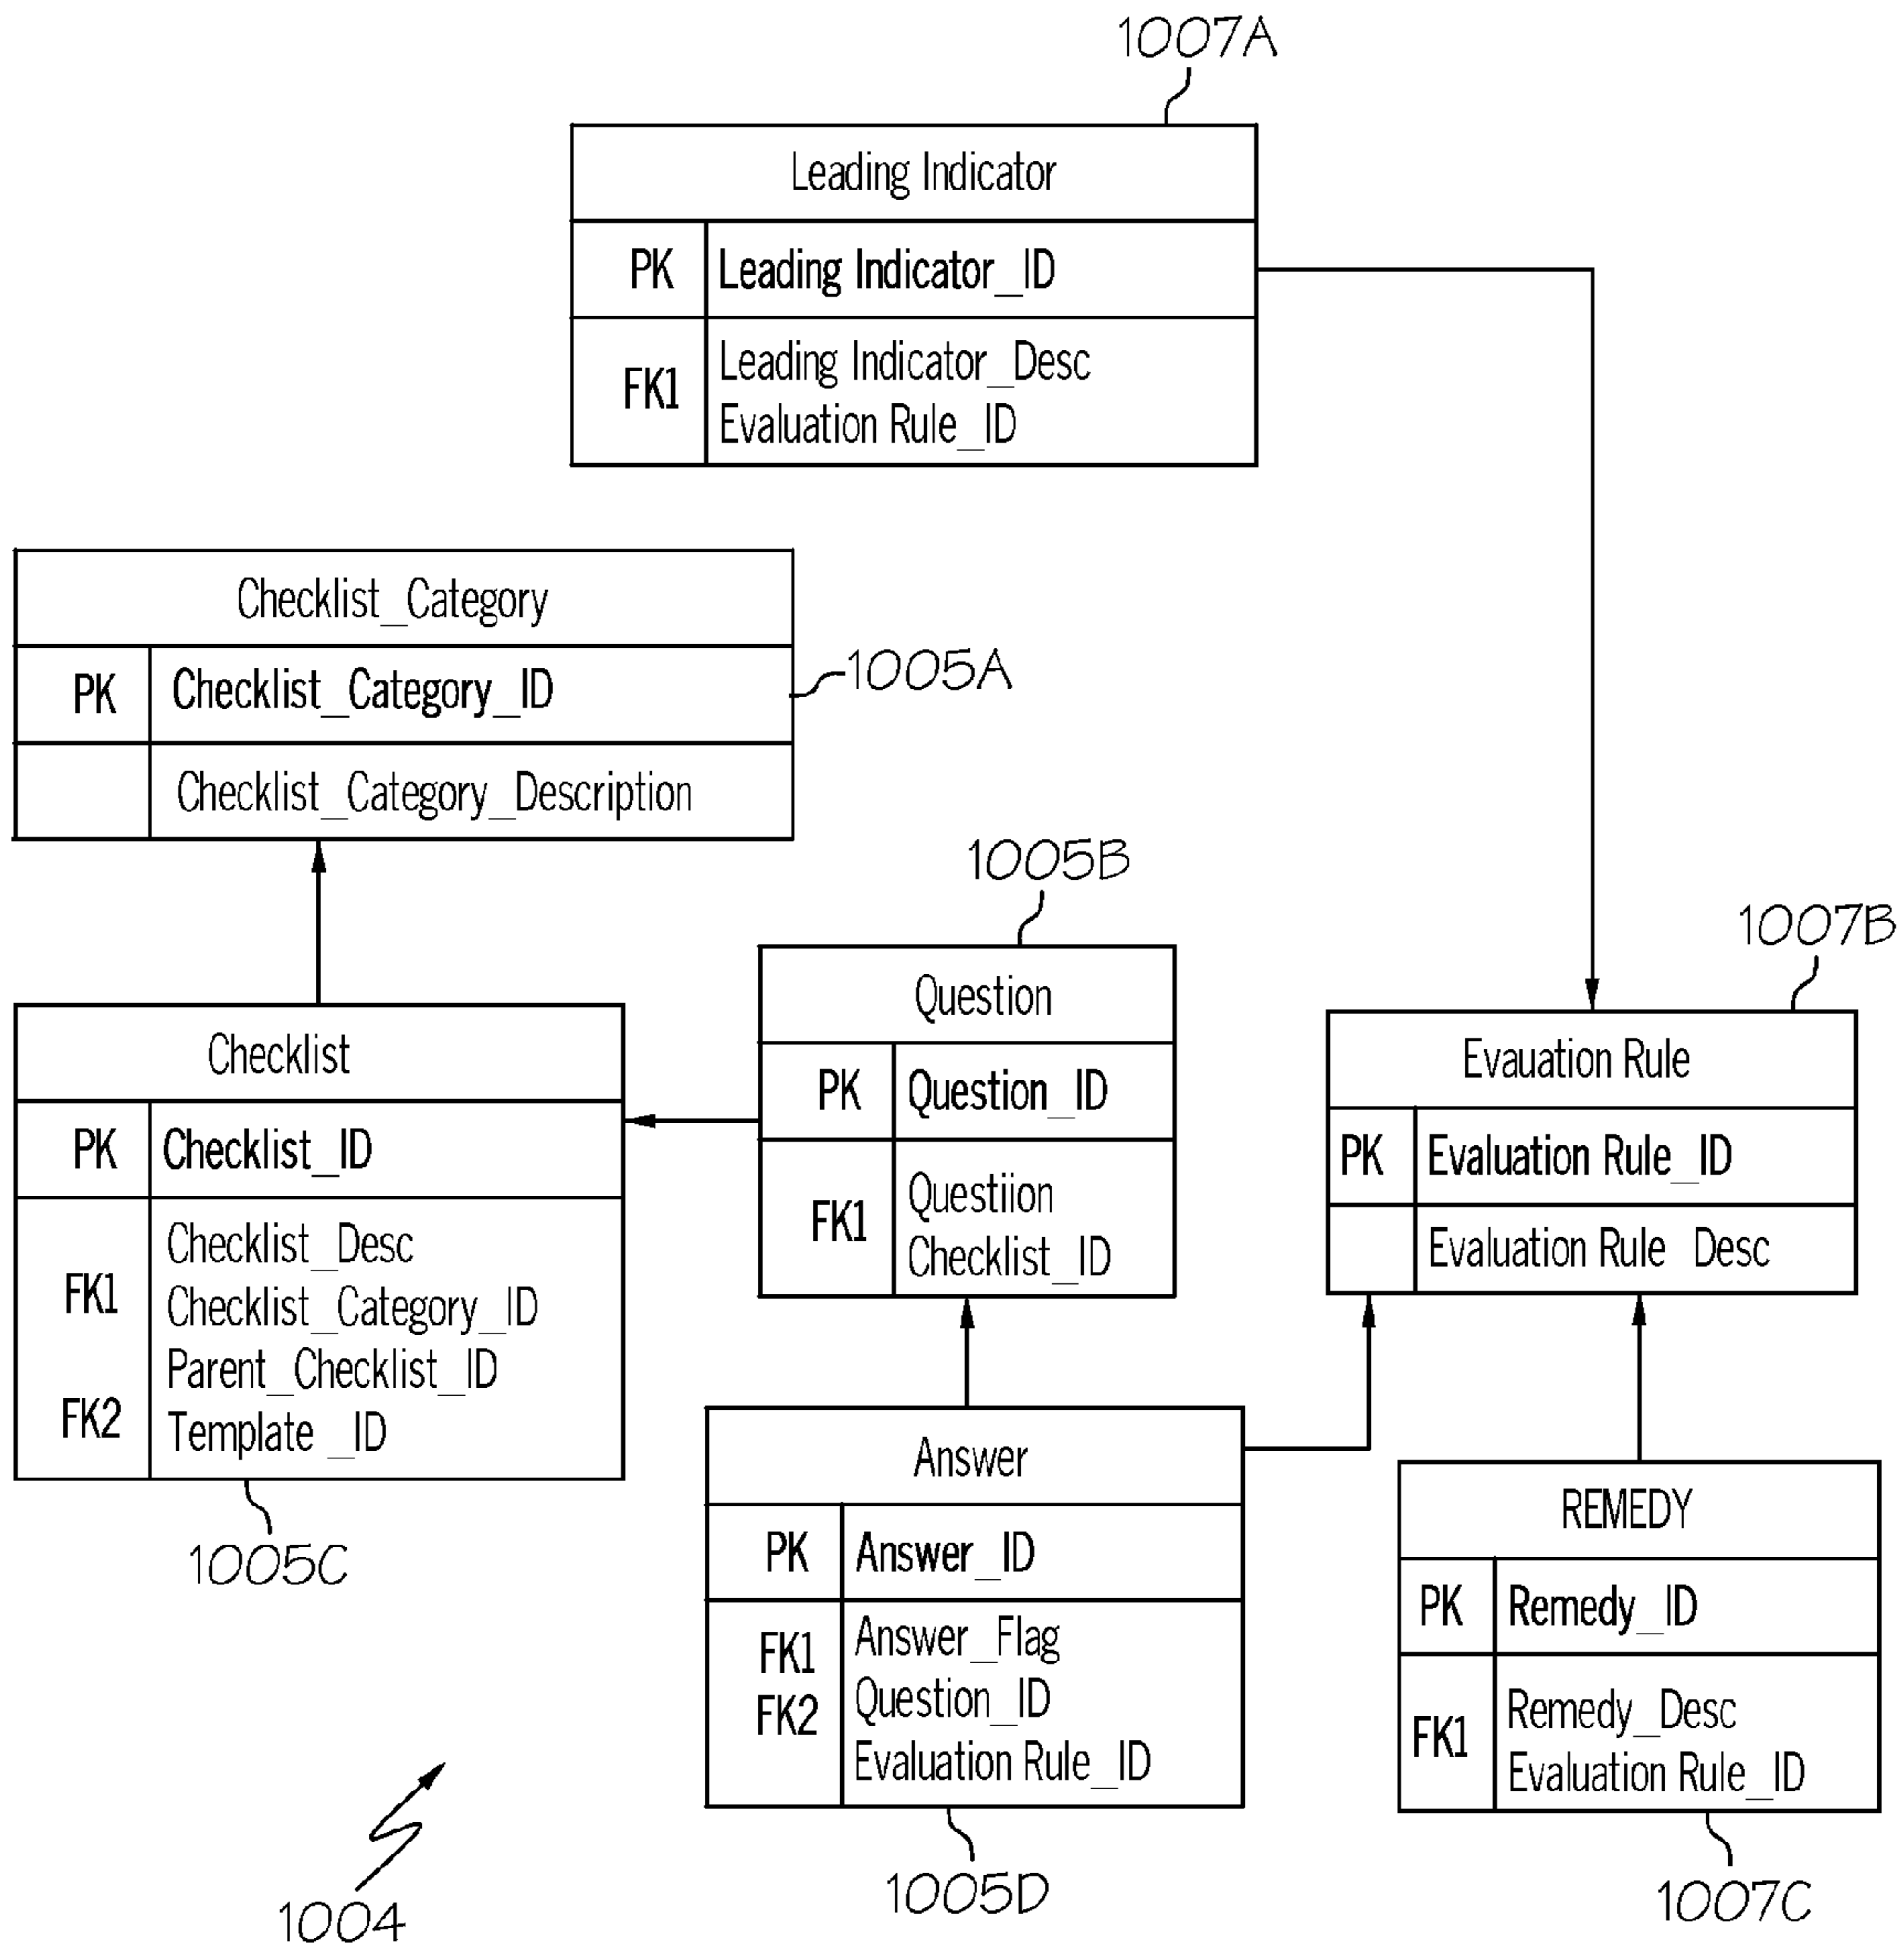 1007A
Leading Indicator
PK Leading Indicator_ID
Leading Indicator_Desc
FK1
Evaluation Rule_ID
Checklist_Category
PK Checklist_Category_ID
1005A
Checklist_Category_Description
1005B
Question
PK Question_ID
Questiion
FK1
Checklist_ID
1007B
Evauation Rule
PK Evaluation Rule_ID
Evaluation Rule Desc
Checklist
PK Checklist_ID
Checklist_Desc
FK1 Checklist_Category_ID
Parent_Checklist_ID
FK2 Template_ID
1005C
Answer
PK Answer_ID
FK1 Answer_Flag
FK2 Question_ID
Evaluation Rule_ID
1005D
REMEDY
PK Remedy_ID
Remedy_Desc
FK1
Evaluation Rule_ID
1007C
1004